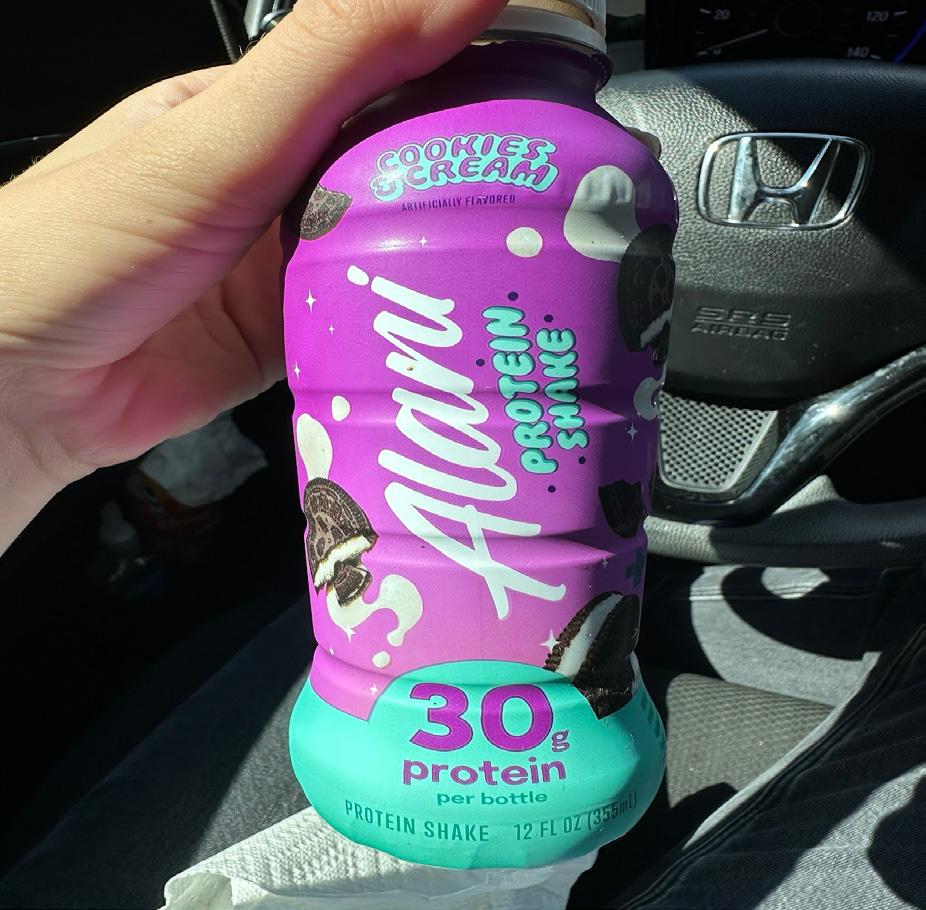 COOKIES
& CREAM
ARTIFICIALLY FLAVORED
Alani
PROTEIN
SHAKE
30g
protein
per bottle
PROTEIN SHAKE 12 FL OZ (355ml)
SRS
AIRBAG
20
120
140